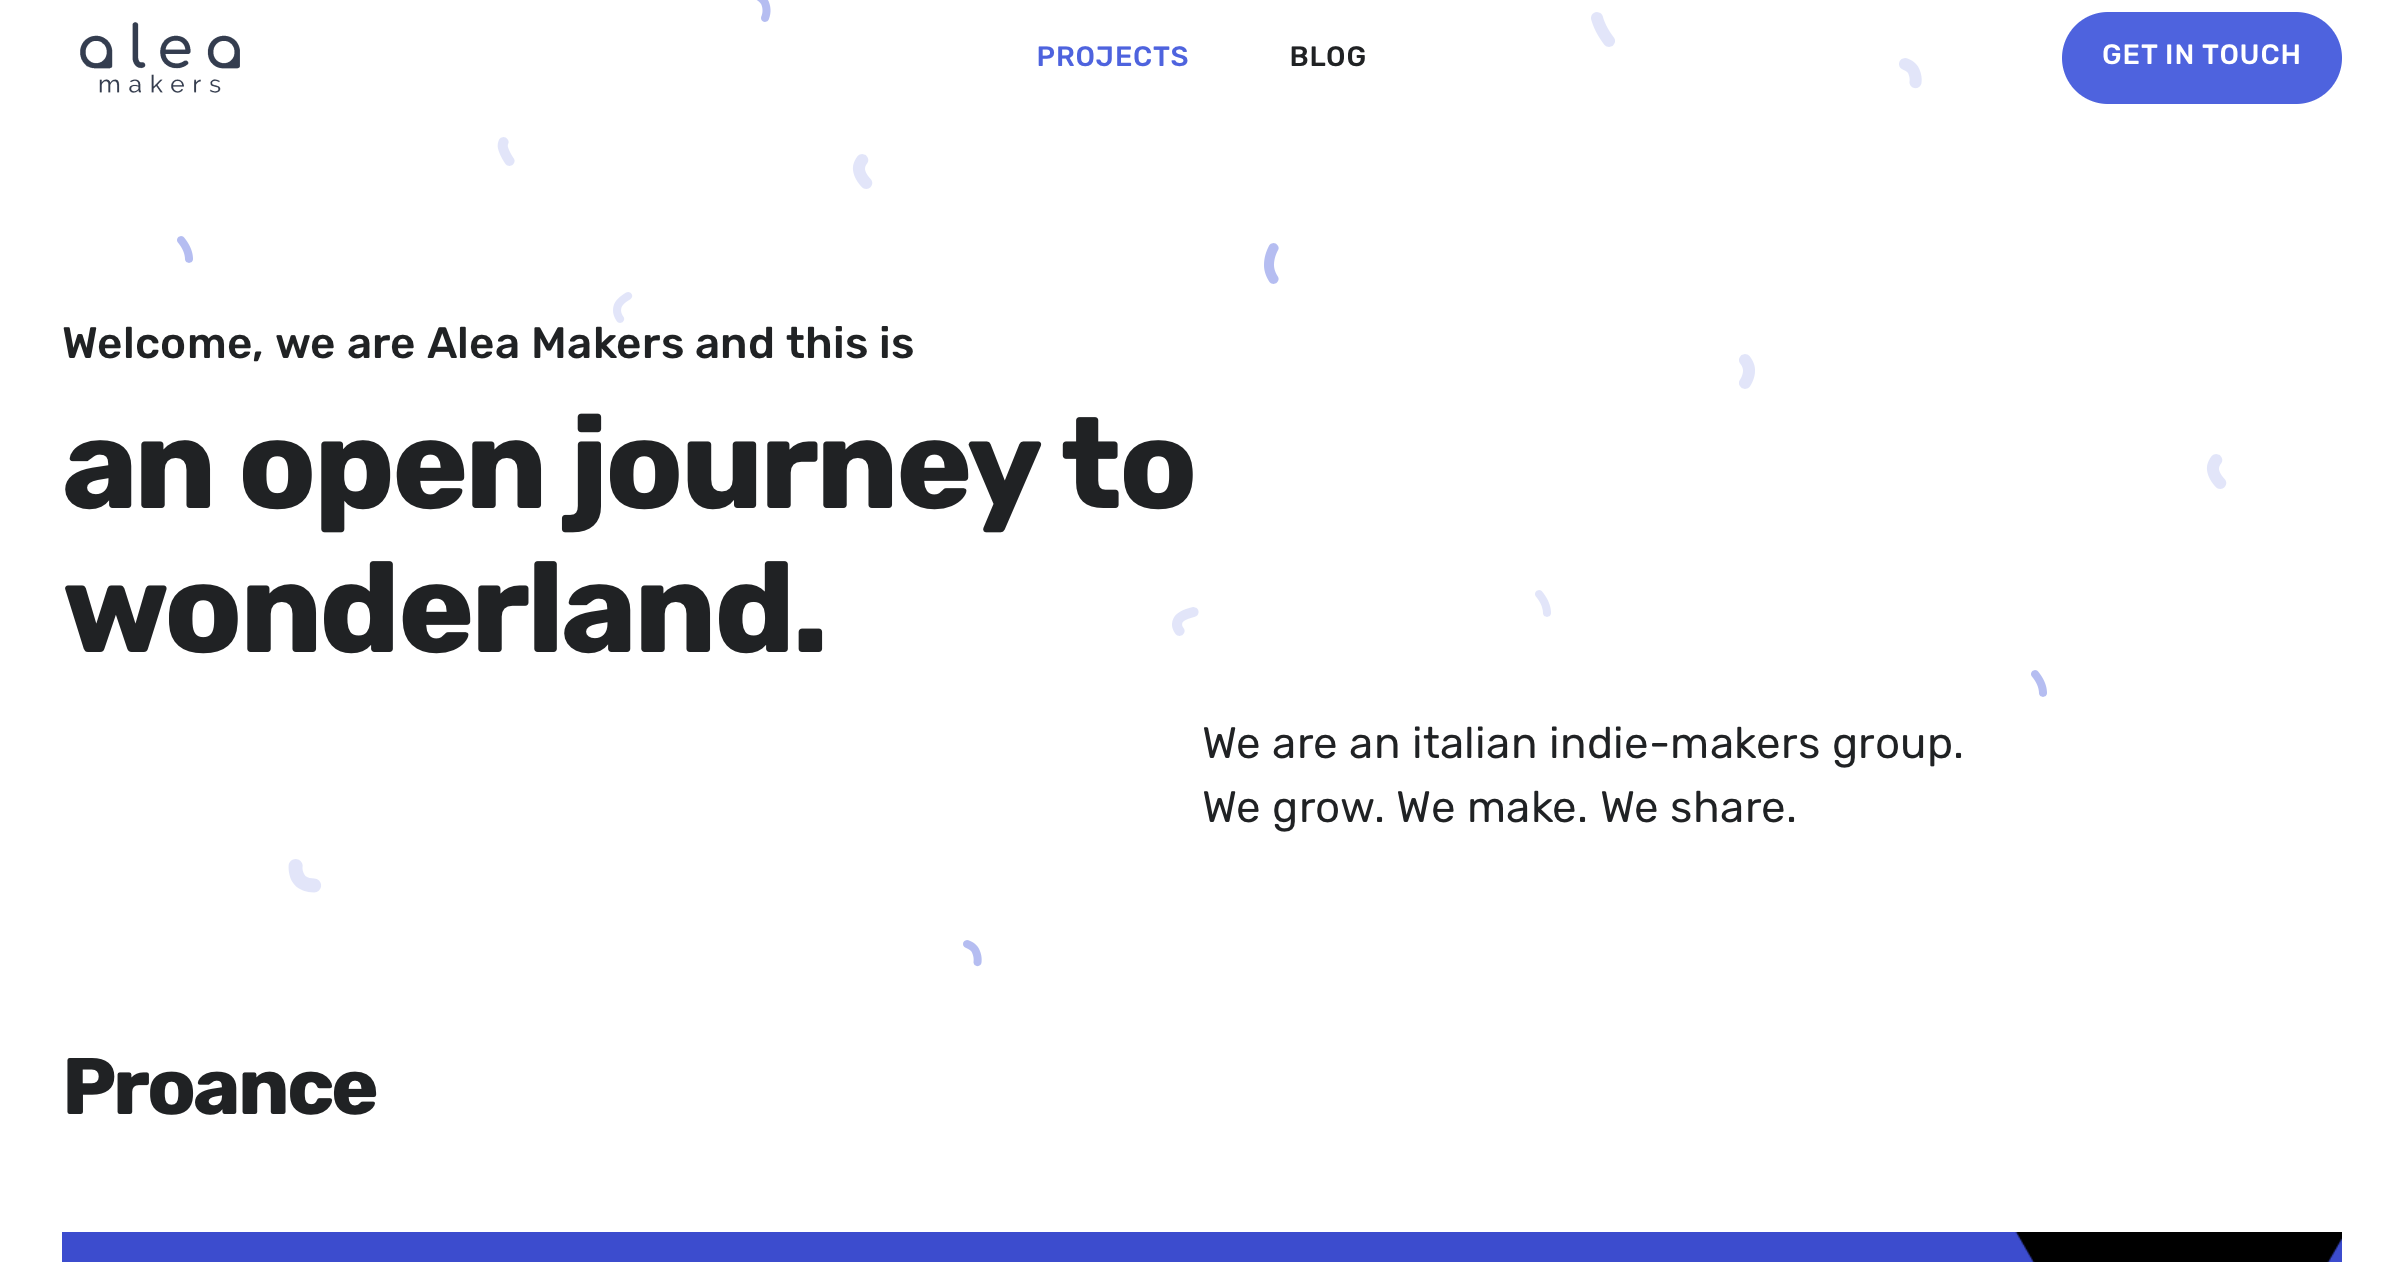 alea
makers
PROJECTS
BLOG
GET IN TOUCH
Welcome, we are Alea Makers and this is
an open journey to
wonderland.
We are an italian indie-makers group.
We grow. We make. We share.
Proance